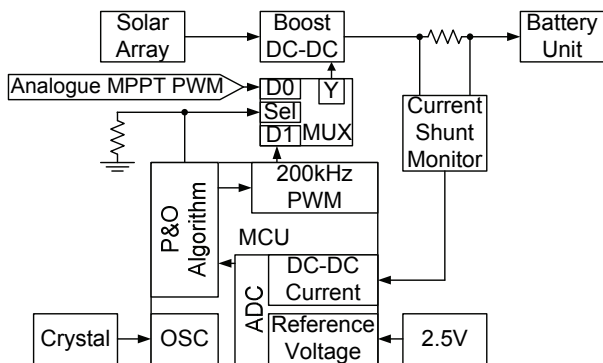 Solar
Array
Boost
DC-DC
Battery
Unit
Analogue MPPT PWM
D0
Y
Sel
MUX
D1
Current
Shunt
Monitor
200kHz
PWM
P&O
Algorithm
MCU
ADC
DC-DC
Current
Reference
Voltage
Crystal
OSC
2.5V